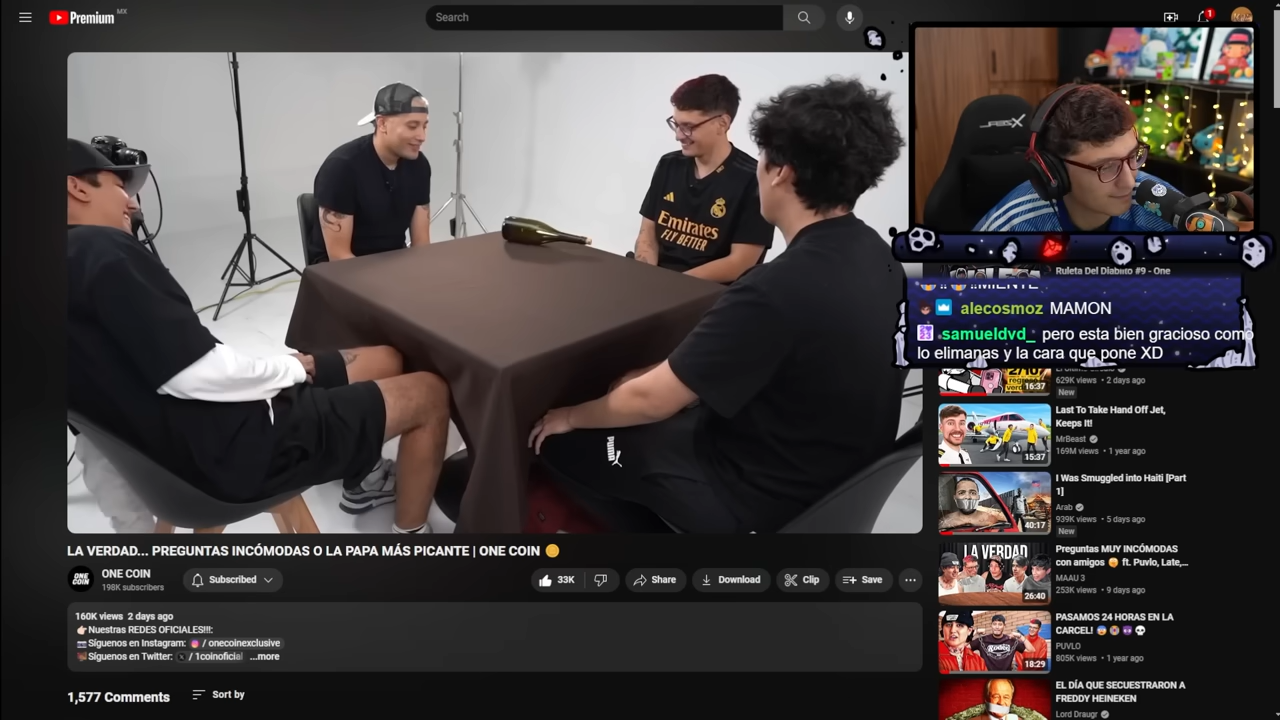 Premium MX
Search
1
Emirates
FLY BETTER
PUMA
Ruleta Del Diablito #9 - One
alecosmoz MAMON
samueldvd_ pero esta bien gracioso como
lo elimanas y la cara que pone XD
629K views • 2 days ago
New
16:37
Last To Take Hand Off Jet,
Keeps It!
MrBeast
169M views • 1 year ago
15:37
I Was Smuggled into Haiti [Part
1]
Arab
939K views • 5 days ago
New
40:17
LA VERDAD
Preguntas MUY INCÓMODAS
con amigos 🥵 ft. Puvlo, Late,...
MAAU 3
253K views • 9 days ago
26:40
PASAMOS 24 HORAS EN LA
CARCEL!
PUVLO
805K views • 1 year ago
18:29
EL DÍA QUE SECUESTRARON A
FREDDY HEINEKEN
Lord Draugr
LA VERDAD... PREGUNTAS INCÓMODAS O LA PAPA MÁS PICANTE | ONE COIN 🪙
ONE COIN
ONE COIN
198K subscribers
Subscribed
33K
Share
Download
Clip
Save
160K views 2 days ago
👉🏻Nuestras REDES OFICIALES!!!:
📷Síguenos en Instagram: / onecoinexclusive
Síguenos en Twitter: / 1coinoficial ...more
1,577 Comments
Sort by